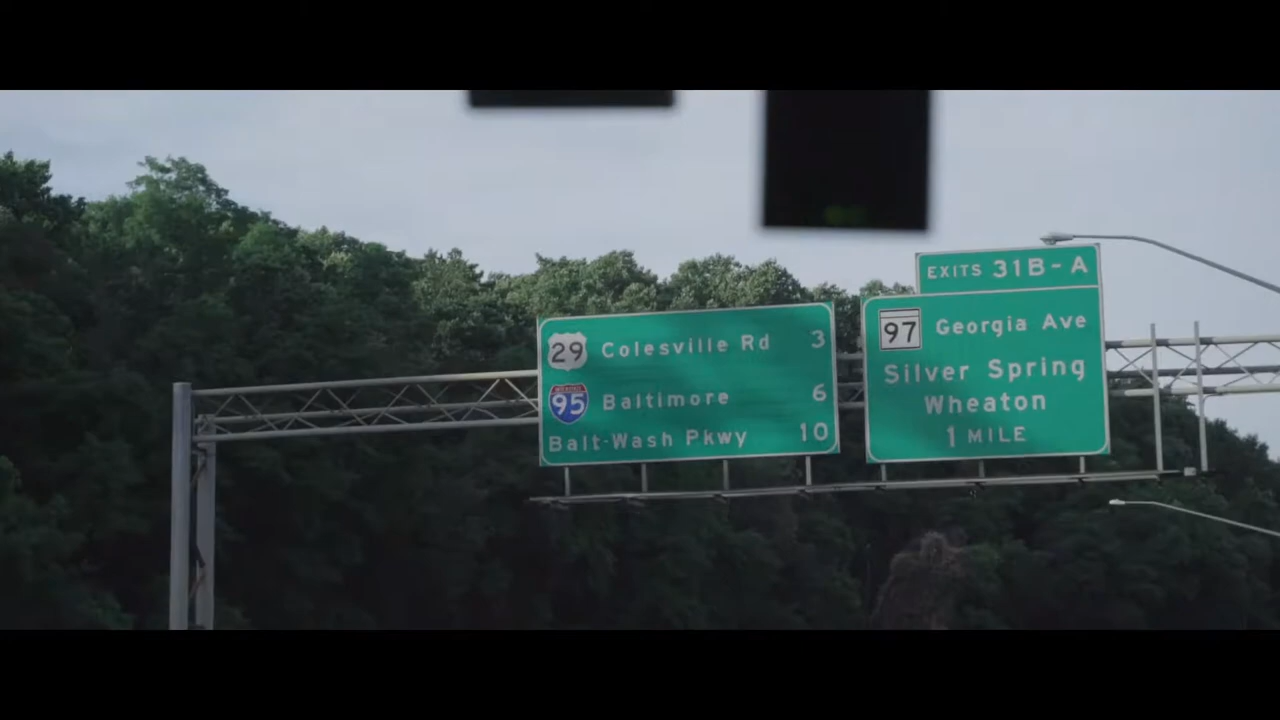 29 Colesville Rd 3
95 Baltimore 6
Balt-Wash Pkwy 10
EXITS 31B-A
97 Georgia Ave
Silver Spring
Wheaton
1 MILE